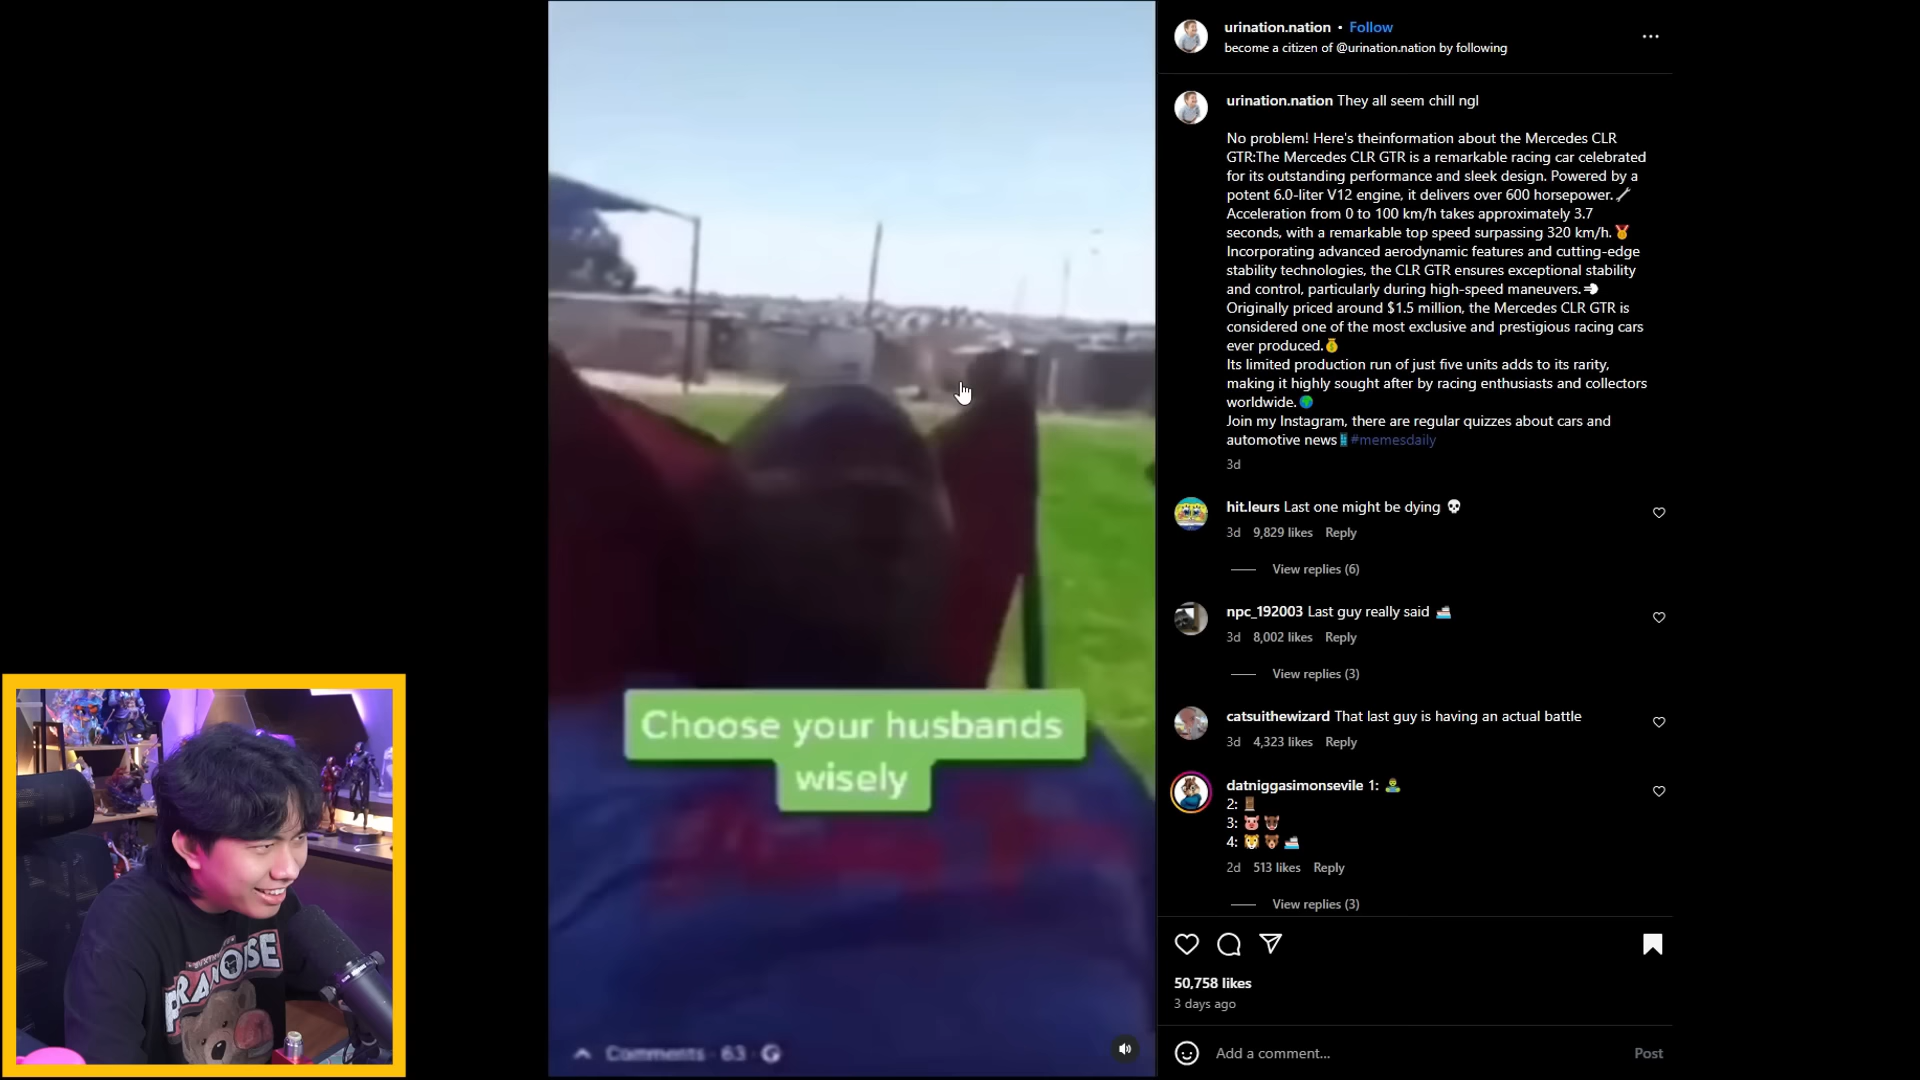 urination.nation • Follow
become a citizen of @urination.nation by following
urination.nation They all seem chill ngl
No problem! Here's theinformation about the Mercedes CLR
GTR:The Mercedes CLR GTR is a remarkable racing car celebrated
for its outstanding performance and sleek design. Powered by a
potent 6.0-liter V12 engine, it delivers over 600 horsepower.🔧
Acceleration from 0 to 100 km/h takes approximately 3.7
seconds, with a remarkable top speed surpassing 320 km/h.🏅
Incorporating advanced aerodynamic features and cutting-edge
stability technologies, the CLR GTR ensures exceptional stability
and control, particularly during high-speed maneuvers.💨
Originally priced around $1.5 million, the Mercedes CLR GTR is
considered one of the most exclusive and prestigious racing cars
ever produced.💰
Its limited production run of just five units adds to its rarity,
making it highly sought after by racing enthusiasts and collectors
worldwide.🌍
Join my Instagram, there are regular quizzes about cars and
automotive news📱#memesdaily
3d
hit.leurs Last one might be dying 💀
3d 9,829 likes Reply
View replies (6)
npc_192003 Last guy really said 🛥️
3d 8,002 likes Reply
View replies (3)
catsuithewizard That last guy is having an actual battle
3d 4,323 likes Reply
datniggasimonsevile 1: 🧟‍♂️
2: 🚪
3: 🐷 🐮
4: 🦁 🐻 🛥️
2d 513 likes Reply
View replies (3)
50,758 likes
3 days ago
Add a comment...
Post
Choose your husbands
wisely
Comments · 63